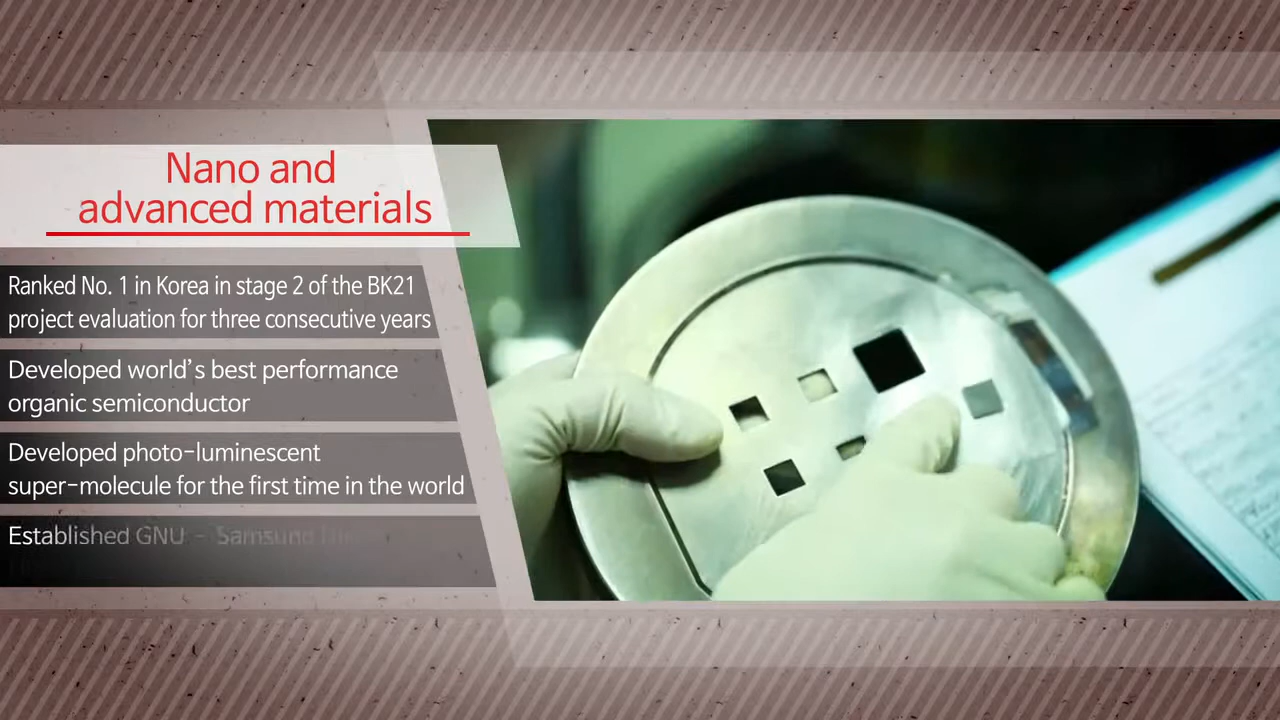 Nano and
advanced materials
Ranked No. 1 in Korea in stage 2 of the BK21
project evaluation for three consecutive years
Developed world's best performance
organic semiconductor
Developed photo-luminescent
super-molecule for the first time in the world
Established GNU - Samsung